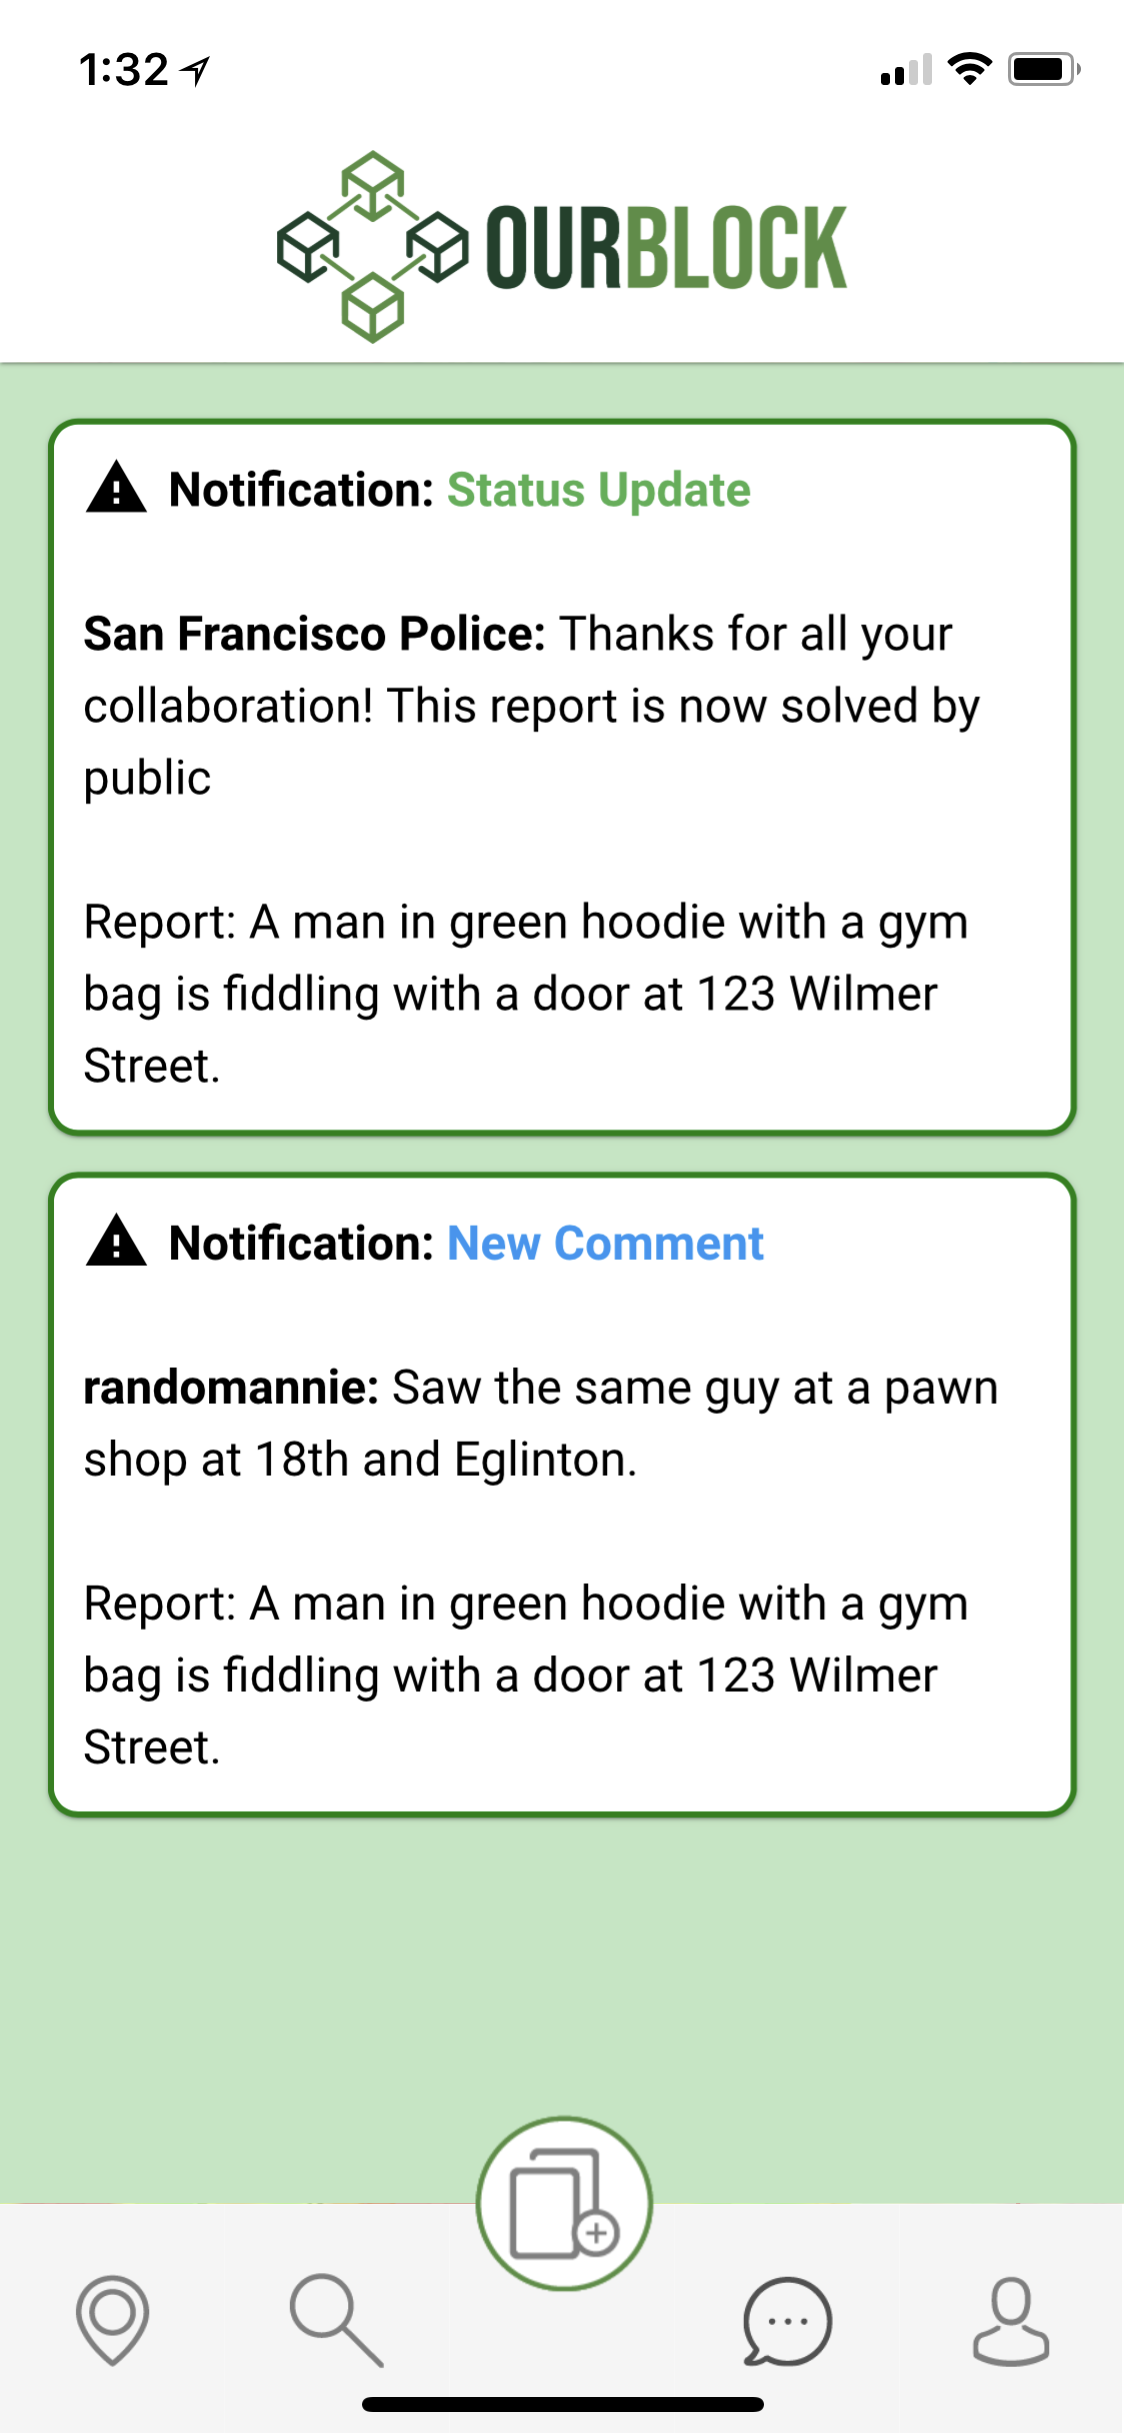 1:32
OURBLOCK
Notification: Status Update
San Francisco Police: Thanks for all your
collaboration! This report is now solved by
public
Report: A man in green hoodie with a gym
bag is fiddling with a door at 123 Wilmer
Street.
Notification: New Comment
randomannie: Saw the same guy at a pawn
shop at 18th and Eglinton.
Report: A man in green hoodie with a gym
bag is fiddling with a door at 123 Wilmer
Street.